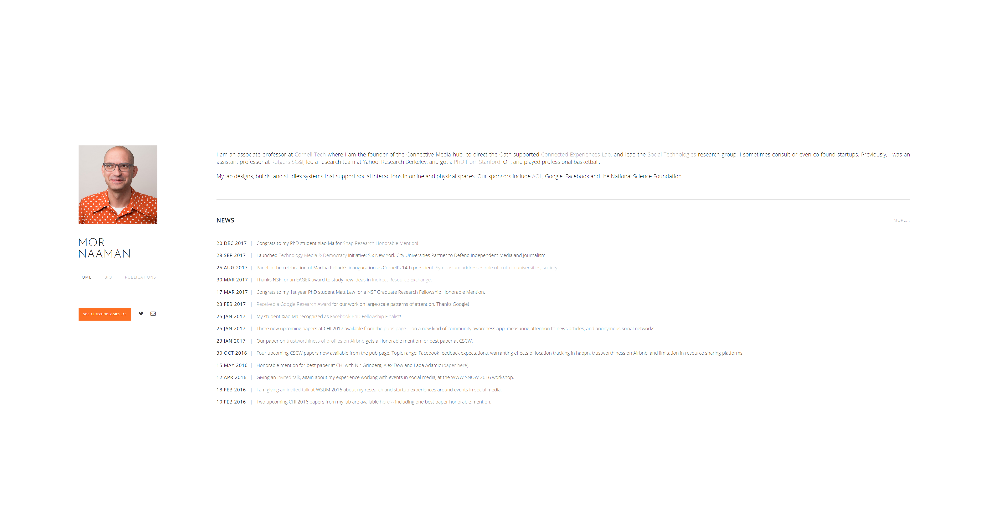 I am an associate professor at Cornell Tech where I am the founder of the Connective Media hub, co-direct the Oath-supported Connected Experiences Lab, and lead the Social Technologies research group. I sometimes consult or even co-found startups. Previously, I was an
assistant professor at Rutgers SC&I, led a research team at Yahoo! Research Berkeley, and got a PhD from Stanford. Oh, and played professional basketball.
My lab designs, builds, and studies systems that support social interactions in online and physical spaces. Our sponsors include AOL, Google, Facebook and the National Science Foundation.
MOR
NAAMAN
HOME BIO PUBLICATIONS
SOCIAL TECHNOLOGIES LAB
NEWS MORE...
20 DEC 2017 | Congrats to my PhD student Xiao Ma for Snap Research Honorable Mention!
28 SEP 2017 | Launched Technology Media & Democracy initiative: Six New York City Universities Partner to Defend Independent Media and Journalism
25 AUG 2017 | Panel in the celebration of Martha Pollack's inauguration as Cornell's 14th president: Symposium addresses role of truth in universities, society
30 MAR 2017 | Thanks NSF for an EAGER award to study new ideas in Indirect Resource Exchange.
17 MAR 2017 | Congrats to my 1st year PhD student Matt Law for a NSF Graduate Research Fellowship Honorable Mention.
23 FEB 2017 | Received a Google Research Award for our work on large-scale patterns of attention. Thanks Google!
25 JAN 2017 | My student Xiao Ma recognized as Facebook PhD Fellowship Finalist!
25 JAN 2017 | Three new upcoming papers at CHI 2017 available from the pubs page -- on a new kind of community awareness app, measuring attention to news articles, and anonymous social networks.
23 JAN 2017 | Our paper on trustworthiness of profiles on Airbnb gets a Honorable mention for best paper at CSCW.
30 OCT 2016 | Four upcoming CSCW papers now available from the pub page. Topic range: Facebook feedback expectations, warranting effects of location tracking in happn, trustworthiness on Airbnb, and limitation in resource sharing platforms.
15 MAY 2016 | Honorable mention for best paper at CHI with Nir Grinberg, Alex Dow and Lada Adamic (paper here).
12 APR 2016 | Giving an invited talk, again about my experience working with events in social media, at the WWW SNOW 2016 workshop.
18 FEB 2016 | I am giving an invited talk at WSDM 2016 about my research and startup experiences around events in social media.
10 FEB 2016 | Two upcoming CHI 2016 papers from my lab are available here -- including one best paper honorable mention.